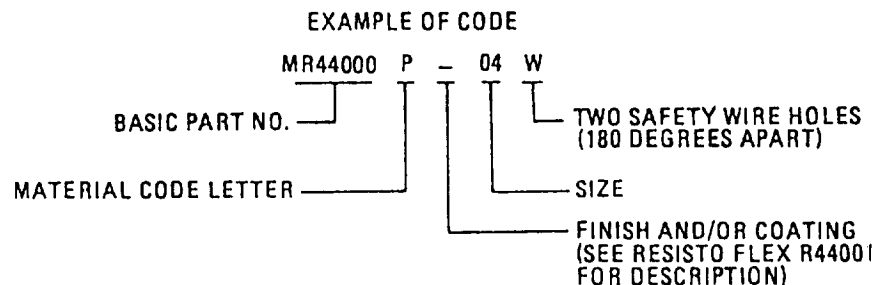 EXAMPLE OF CODE
MR44000 P – 04 W
BASIC PART NO.
TWO SAFETY WIRE HOLES
(180 DEGREES APART)
MATERIAL CODE LETTER
SIZE
FINISH AND/OR COATING
(SEE RESISTO FLEX R44001
FOR DESCRIPTION)